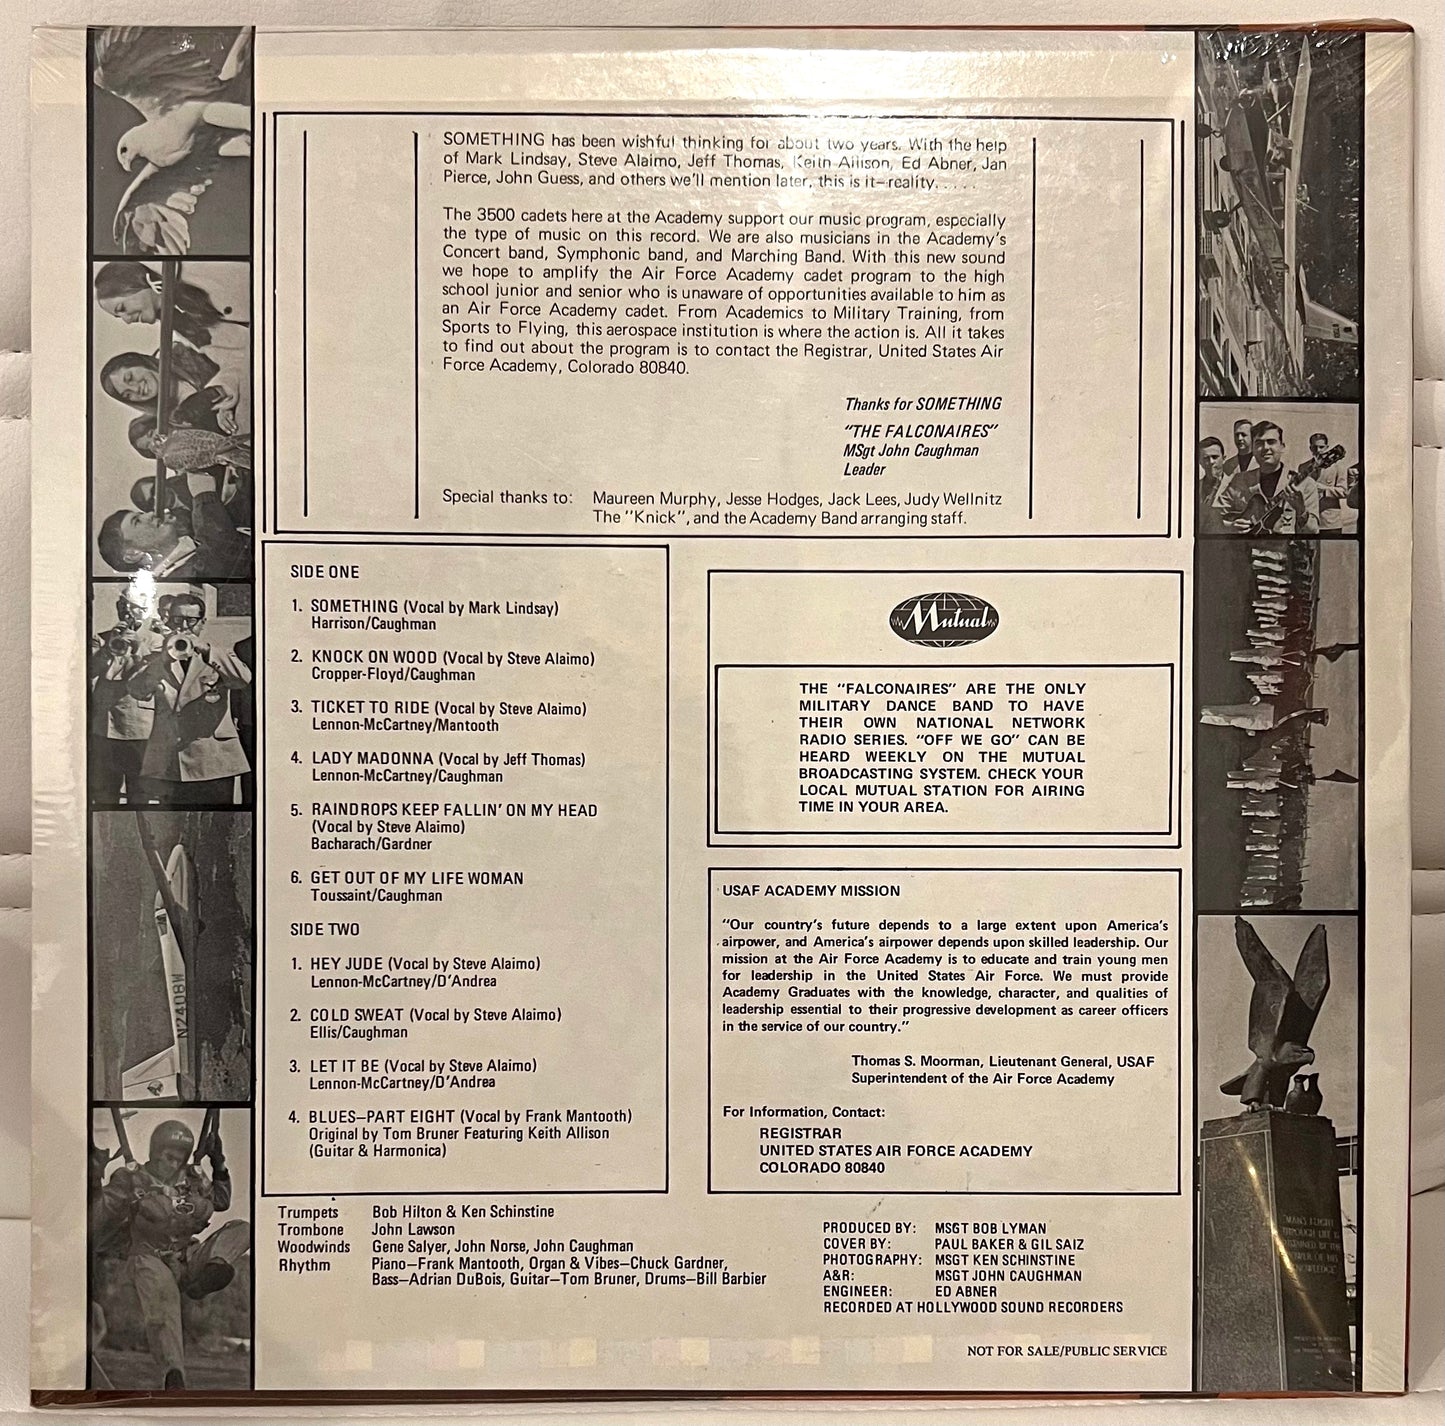 SOMETHING has been wishful thinking for about two years. With the help
of Mark Lindsay, Steve Alaimo, Jeff Thomas, Keith Allison, Ed Abner, Jan
Pierce, John Guess, and others we'll mention later, this is it—reality.....
The 3500 cadets here at the Academy support our music program, especially
the type of music on this record. We are also musicians in the Academy's
Concert band, Symphonic band, and Marching Band. With this new sound
we hope to amplify the Air Force Academy cadet program to the high
school junior and senior who is unaware of opportunities available to him as
an Air Force Academy cadet. From Academics to Military Training, from
Sports to Flying, this aerospace institution is where the action is. All it takes
to find out about the program is to contact the Registrar, United States Air
Force Academy, Colorado 80840.
Thanks for SOMETHING
"THE FALCONAIRES"
MSgt John Caughman
Leader
Special thanks to: Maureen Murphy, Jesse Hodges, Jack Lees, Judy Wellnitz
The "Knick", and the Academy Band arranging staff.
SIDE ONE
1. SOMETHING (Vocal by Mark Lindsay)
Harrison/Caughman
2. KNOCK ON WOOD (Vocal by Steve Alaimo)
Cropper-Floyd/Caughman
3. TICKET TO RIDE (Vocal by Steve Alaimo)
Lennon-McCartney/Mantooth
4. LADY MADONNA (Vocal by Jeff Thomas)
Lennon-McCartney/Caughman
5. RAINDROPS KEEP FALLIN' ON MY HEAD
(Vocal by Steve Alaimo)
Bacharach/Gardner
6. GET OUT OF MY LIFE WOMAN
Toussaint/Caughman
SIDE TWO
1. HEY JUDE (Vocal by Steve Alaimo)
Lennon-McCartney/D'Andrea
2. COLD SWEAT (Vocal by Steve Alaimo)
Ellis/Caughman
3. LET IT BE (Vocal by Steve Alaimo)
Lennon-McCartney/D'Andrea
4. BLUES—PART EIGHT (Vocal by Frank Mantooth)
Original by Tom Bruner Featuring Keith Allison
(Guitar & Harmonica)
Mutual
THE "FALCONAIRES" ARE THE ONLY
MILITARY DANCE BAND TO HAVE
THEIR OWN NATIONAL NETWORK
RADIO SERIES. "OFF WE GO" CAN BE
HEARD WEEKLY ON THE MUTUAL
BROADCASTING SYSTEM. CHECK YOUR
LOCAL MUTUAL STATION FOR AIRING
TIME IN YOUR AREA.
USAF ACADEMY MISSION
"Our country's future depends to a large extent upon America's
airpower, and America's airpower depends upon skilled leadership. Our
mission at the Air Force Academy is to educate and train young men
for leadership in the United States Air Force. We must provide
Academy Graduates with the knowledge, character, and qualities of
leadership essential to their progressive development as career officers
in the service of our country."
Thomas S. Moorman, Lieutenant General, USAF
Superintendent of the Air Force Academy
For Information, Contact:
REGISTRAR
UNITED STATES AIR FORCE ACADEMY
COLORADO 80840
Trumpets Bob Hilton & Ken Schinstine
Trombone John Lawson
Woodwinds Gene Salyer, John Norse, John Caughman
Rhythm Piano—Frank Mantooth, Organ & Vibes—Chuck Gardner,
Bass—Adrian DuBois, Guitar—Tom Bruner, Drums—Bill Barbier
PRODUCED BY: MSGT BOB LYMAN
COVER BY: PAUL BAKER & GIL SAIZ
PHOTOGRAPHY: MSGT KEN SCHINSTINE
A&R: MSGT JOHN CAUGHMAN
ENGINEER: ED ABNER
RECORDED AT HOLLYWOOD SOUND RECORDERS
NOT FOR SALE/PUBLIC SERVICE
N2408W
MAN'S FLIGHT
THROUGH LIFE IS
SUSTAINED BY THE
POWER OF HIS
KNOWLEDGE